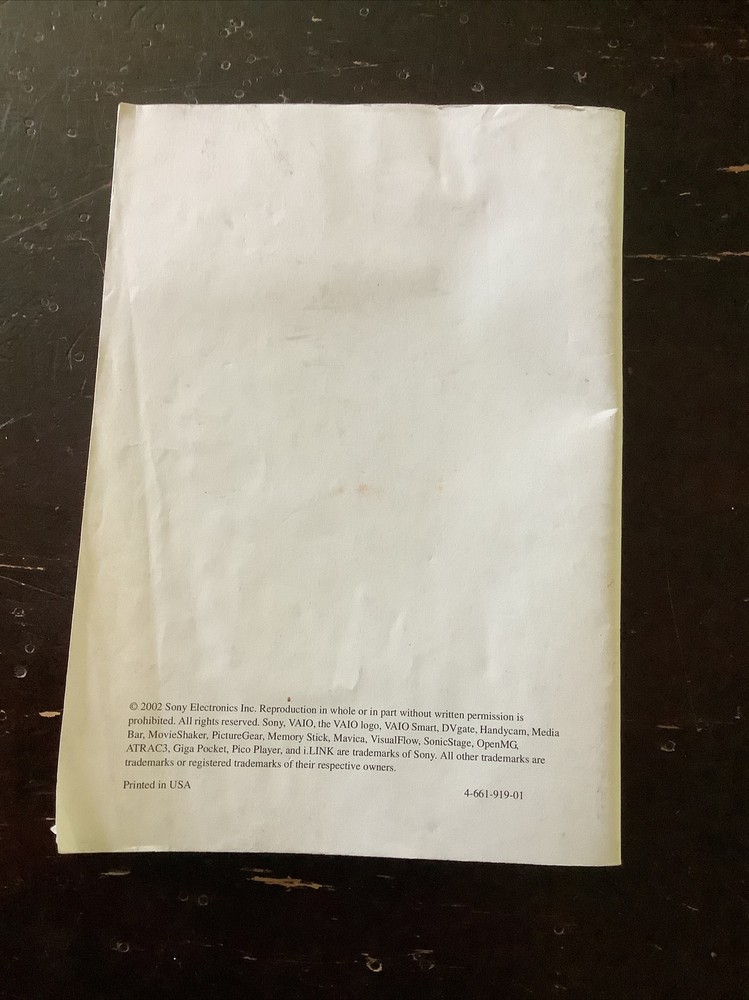 © 2002 Sony Electronics Inc. Reproduction in whole or in part without written permission is
prohibited. All rights reserved. Sony, VAIO, the VAIO logo, VAIO Smart, DVgate, Handycam, Media
Bar, MovieShaker, PictureGear, Memory Stick, Mavica, VisualFlow, SonicStage, OpenMG,
ATRAC3, Giga Pocket, Pico Player, and i.LINK are trademarks of Sony. All other trademarks are
trademarks or registered trademarks of their respective owners.
Printed in USA
4-661-919-01